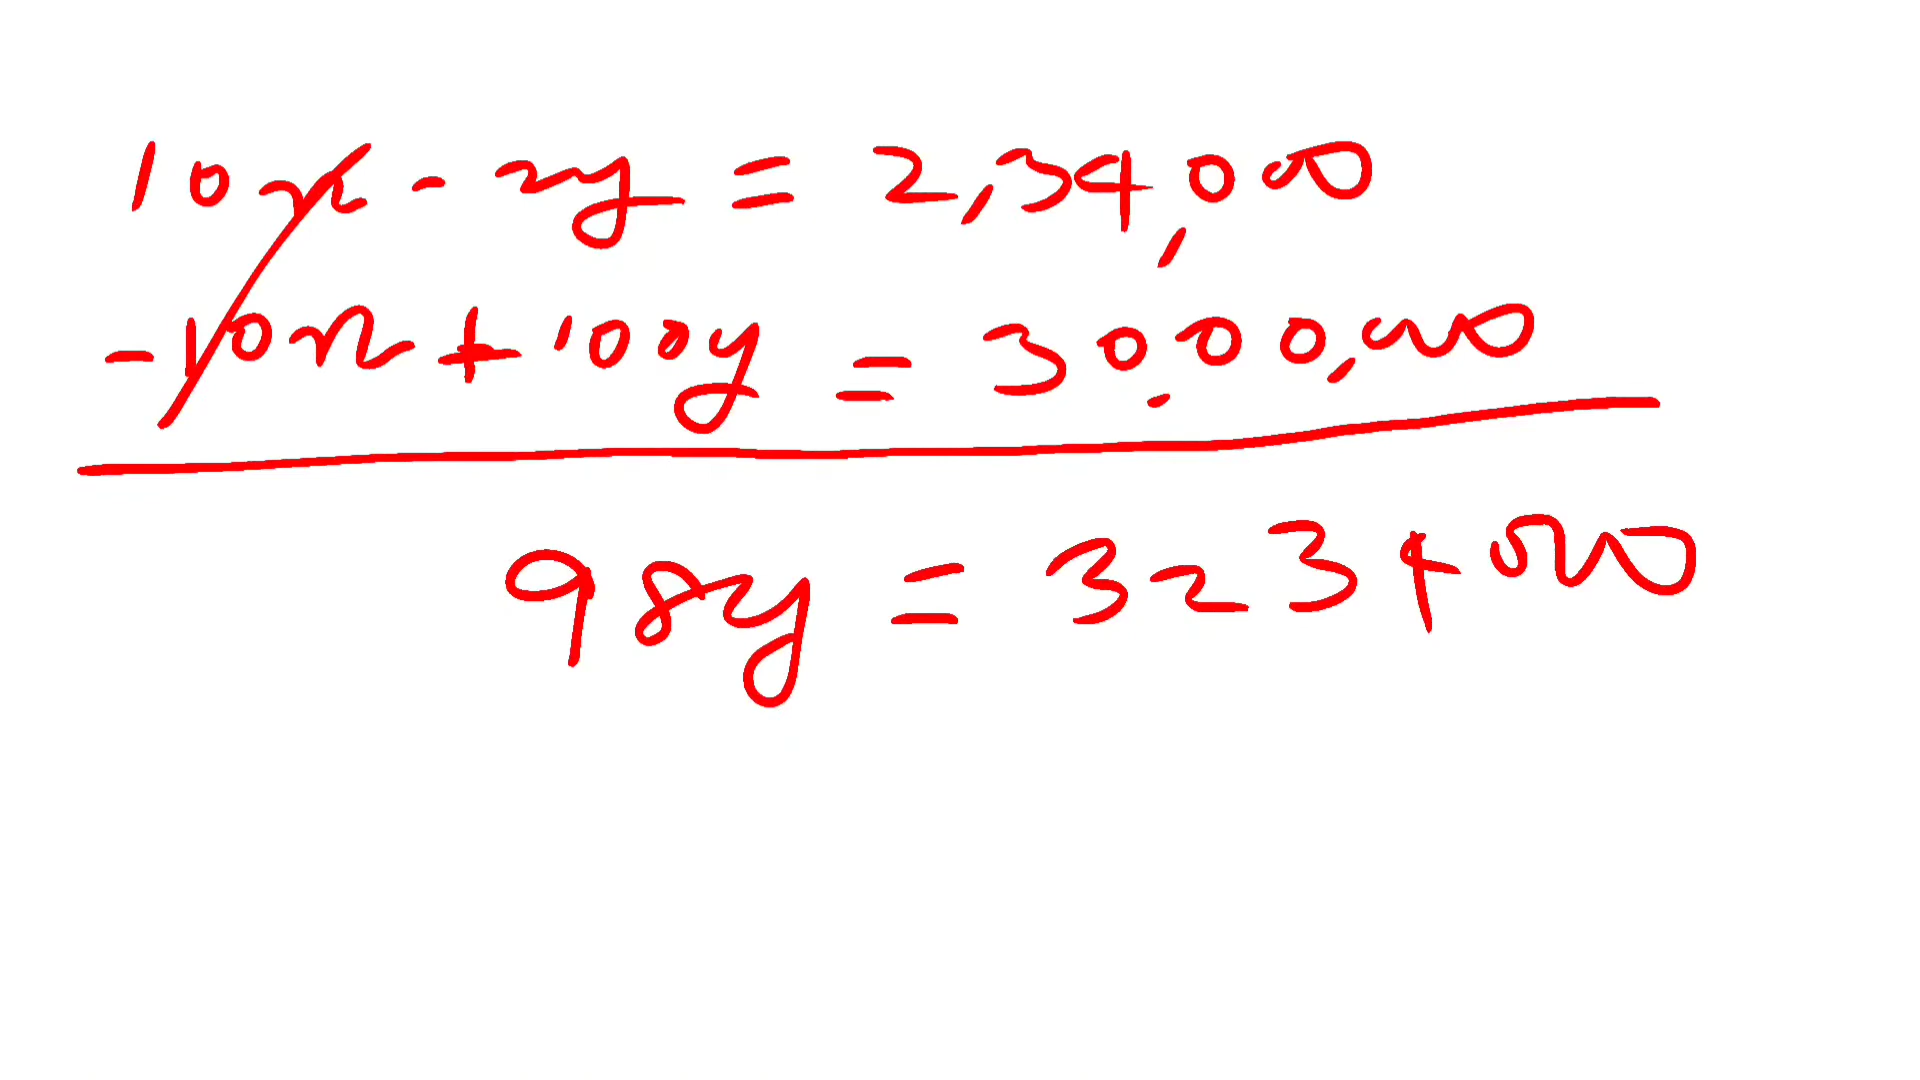 10x - 2y = 2,34,000
-10x + 100y = 30,00,000
98y = 3234000